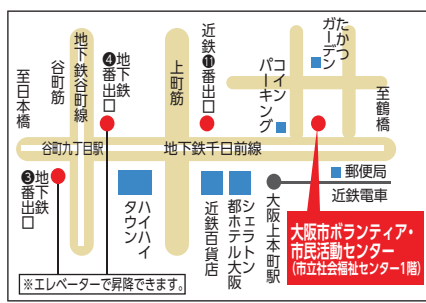 至日本橋
谷町筋
地下鉄谷町線
地下鉄
❹番出口
上町筋
近鉄
⓫番出口
コイン
パーキング
たかつ
ガーデン
至鶴橋
谷町九丁目駅
地下鉄千日前線
地下鉄
❸番出口
ハイハイ
タウン
近鉄百貨店
シェラトン
都ホテル大阪
大阪上本町駅
郵便局
近鉄電車
大阪市ボランティア・
市民活動センター
(市立社会福祉センター1階)
※エレベーターで昇降できます。